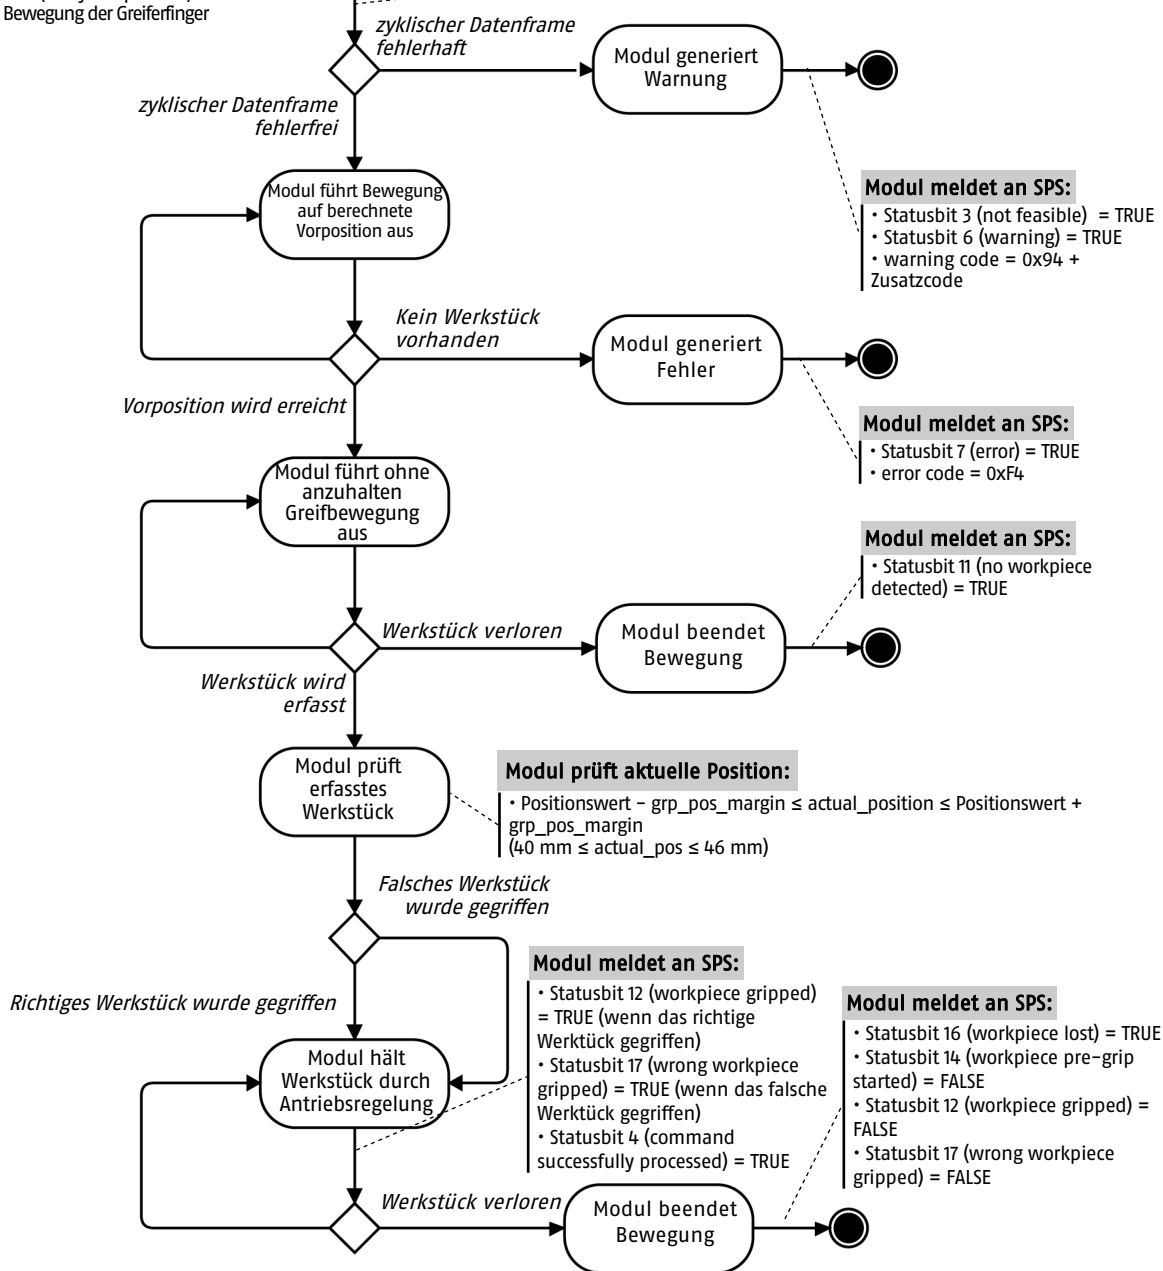 Bewegung der Greiferfinger
zyklischer Datenframe
fehlerhaft
Modul generiert
Warnung
zyklischer Datenframe
fehlerfrei
Modul meldet an SPS:
• Statusbit 3 (not feasible) = TRUE
• Statusbit 6 (warning) = TRUE
• warning code = 0x94 +
Zusatzcode
Modul führt Bewegung
auf berechnete
Vorposition aus
Kein Werkstück
vorhanden
Modul generiert
Fehler
Vorposition wird erreicht
Modul meldet an SPS:
• Statusbit 7 (error) = TRUE
• error code = 0xF4
Modul führt ohne
anzuhalten
Greifbewegung
aus
Modul meldet an SPS:
• Statusbit 11 (no workpiece
detected) = TRUE
Werkstück verloren
Modul beendet
Bewegung
Werkstück wird
erfasst
Modul prüft
erfasstes
Werkstück
Modul prüft aktuelle Position:
• Positionswert - grp_pos_margin ≤ actual_position ≤ Positionswert +
grp_pos_margin
(40 mm ≤ actual_pos ≤ 46 mm)
Falsches Werkstück
wurde gegriffen
Richtiges Werkstück wurde gegriffen
Modul meldet an SPS:
• Statusbit 12 (workpiece gripped)
= TRUE (wenn das richtige
Werktück gegriffen)
• Statusbit 17 (wrong workpiece
gripped) = TRUE (wenn das falsche
Werktück gegriffen)
• Statusbit 4 (command
successfully processed) = TRUE
Modul meldet an SPS:
• Statusbit 16 (workpiece lost) = TRUE
• Statusbit 14 (workpiece pre-grip
started) = FALSE
• Statusbit 12 (workpiece gripped) =
FALSE
• Statusbit 17 (wrong workpiece
gripped) = FALSE
Modul hält
Werkstück durch
Antriebsregelung
Werkstück verloren
Modul beendet
Bewegung